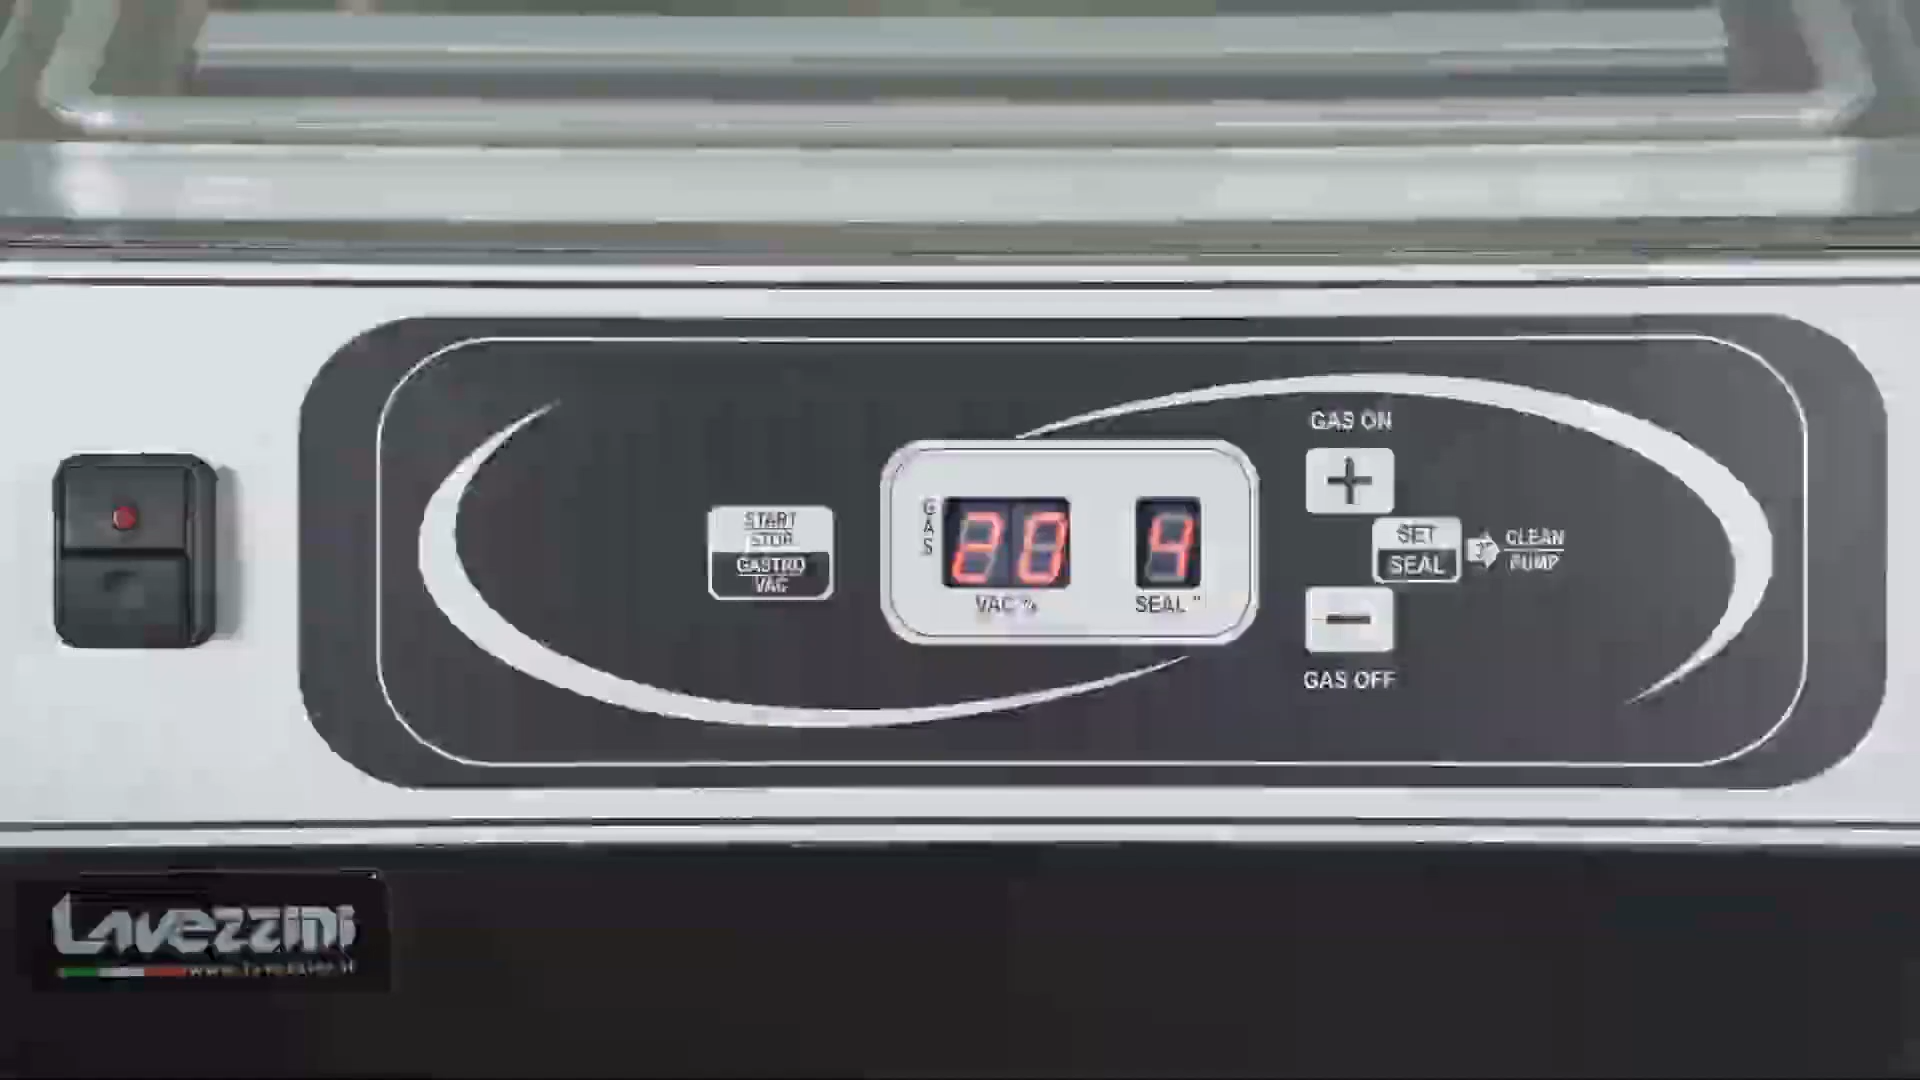 GAS ON
+
START
STOP
GASTRO
VAC
GAS
20
4
VAC %
SEAL "
SET
SEAL
CLEAN
PUMP
-
GAS OFF
Lavezzini